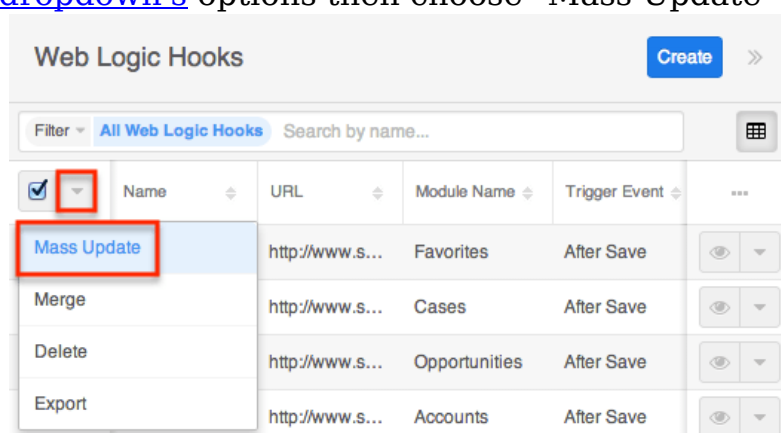 dropdown's options then choose "Mass Update"
Web Logic Hooks
Create
Filter All Web Logic Hooks Search by name...
Name URL Module Name Trigger Event
Mass Update http://www.s... Favorites After Save
Merge http://www.s... Cases After Save
Delete http://www.s... Opportunities After Save
Export http://www.s... Accounts After Save